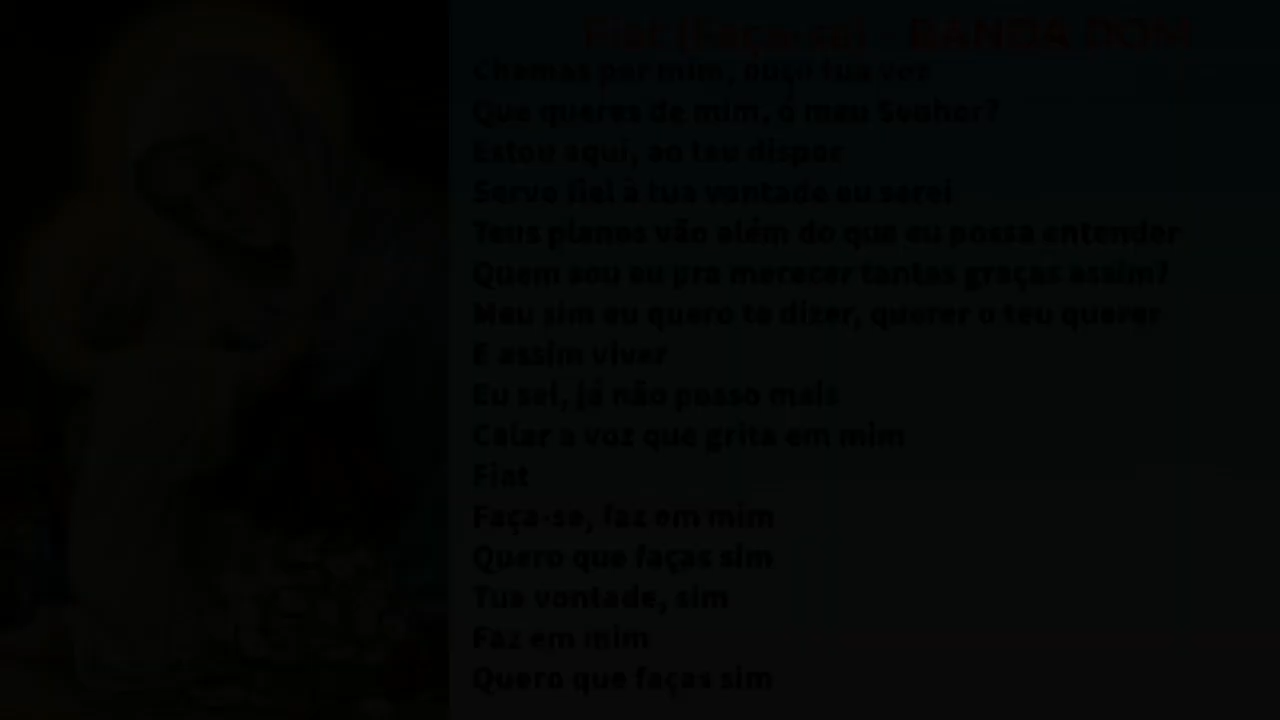 Fiat (Faça-se) - BANDA DOM
Chamas por mim, ouço tua voz
Que queres de mim, ó meu Senhor?
Estou aqui, ao teu dispor
Servo fiel à tua vontade eu serei
Teus planos vão além do que eu possa entender
Quem sou eu pra merecer tantas graças assim?
Meu sim eu quero te dizer, querer o teu querer
E assim viver
Eu sei, já não posso mais
Calar a voz que grita em mim
Fiat
Faça-se, faz em mim
Quero que faças sim
Tua vontade, sim
Faz em mim
Quero que faças sim